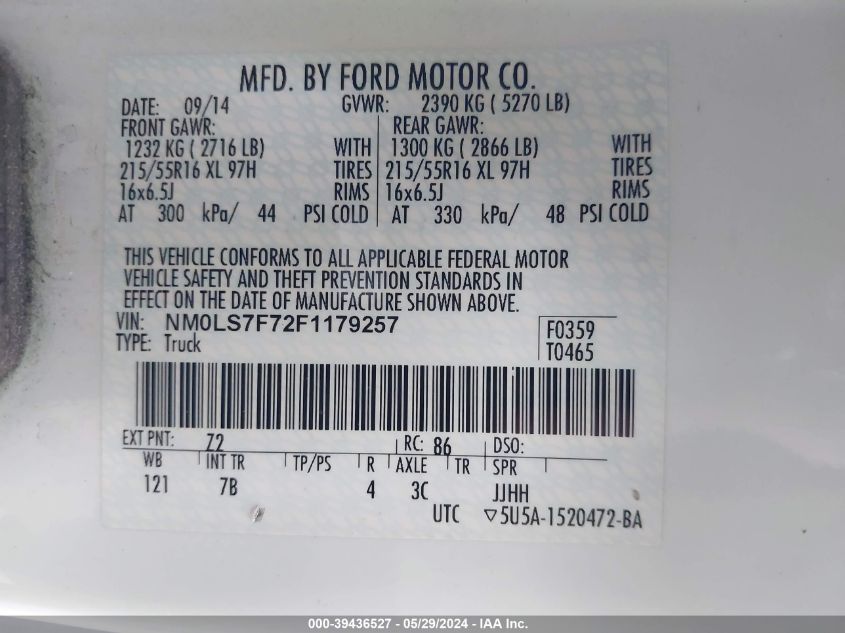 MFD. BY FORD MOTOR CO.
DATE: 09/14 GVWR: 2390 KG ( 5270 LB)
FRONT GAWR: REAR GAWR:
1232 KG ( 2716 LB) WITH 1300 KG ( 2866 LB) WITH
215/55R16 XL 97H TIRES 215/55R16 XL 97H TIRES
16x6.5J RIMS 16x6.5J RIMS
AT 300 kPa/ 44 PSI COLD AT 330 kPa/ 48 PSI COLD
THIS VEHICLE CONFORMS TO ALL APPLICABLE FEDERAL MOTOR
VEHICLE SAFETY AND THEFT PREVENTION STANDARDS IN
EFFECT ON THE DATE OF MANUFACTURE SHOWN ABOVE.
VIN: NM0LS7F72F1179257 F0359
TYPE: Truck T0465
EXT PNT: Z2 RC: 86 DSO:
WB INT TR TP/PS R AXLE TR SPR
121 7B 4 3C JJHH
UTC ▽5U5A-1520472-BA
000-39436527 - 05/29/2024 - IAA Inc.